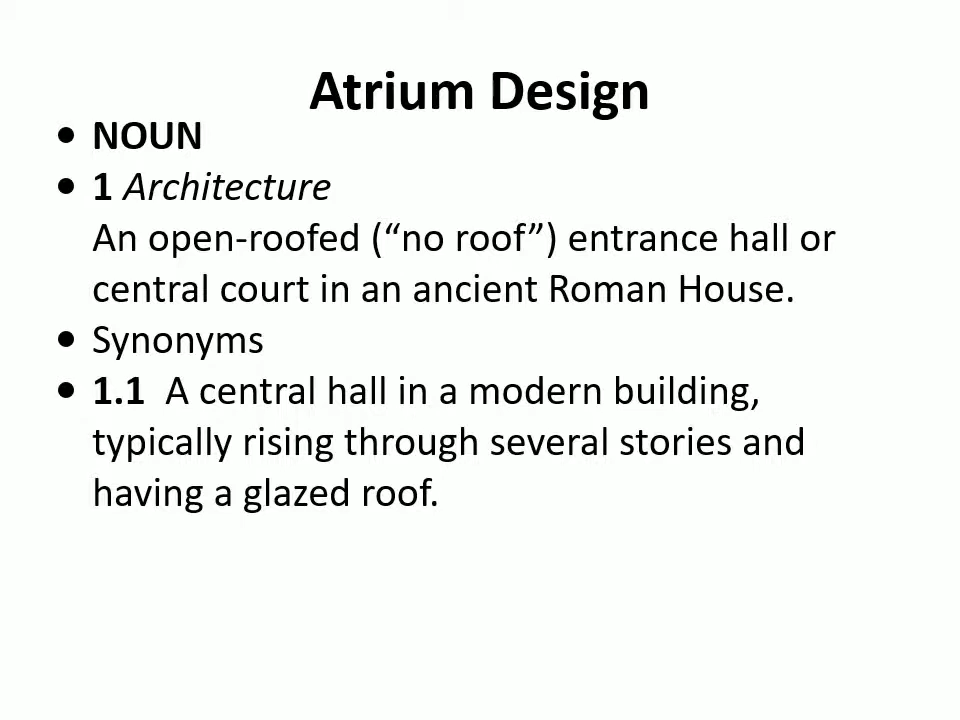 Atrium Design
• NOUN
• 1 Architecture
An open-roofed (“no roof”) entrance hall or
central court in an ancient Roman House.
• Synonyms
• 1.1 A central hall in a modern building,
typically rising through several stories and
having a glazed roof.